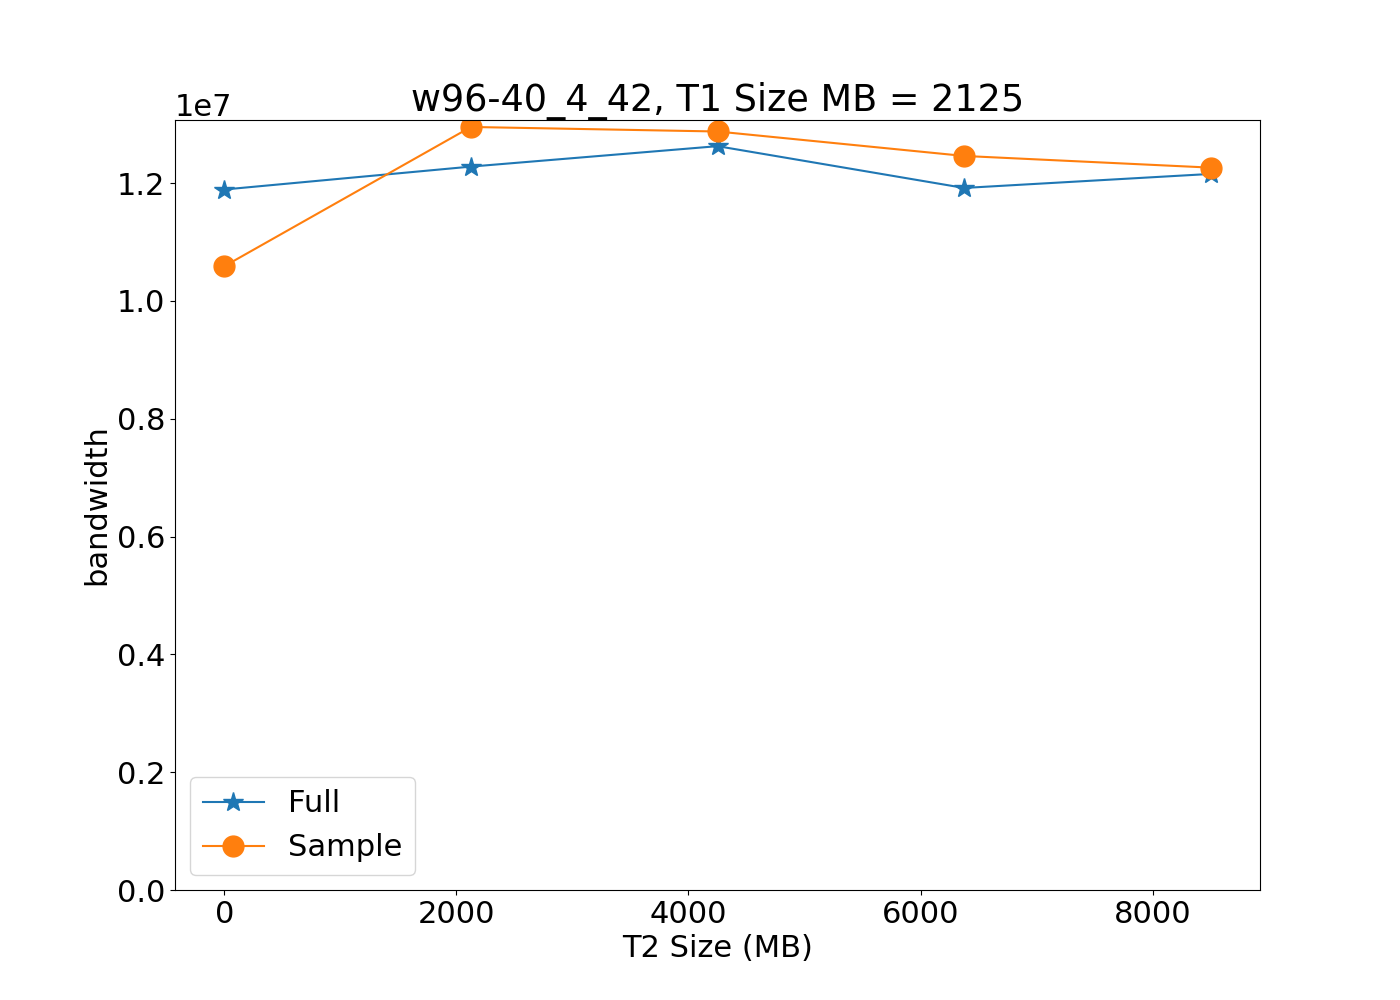 w96-40_4_42, T1 Size MB = 2125
1e7
1.2
1.0
0.8
0.6
0.4
0.2
0.0
bandwidth
Full
Sample
0 2000 4000 6000 8000
T2 Size (MB)